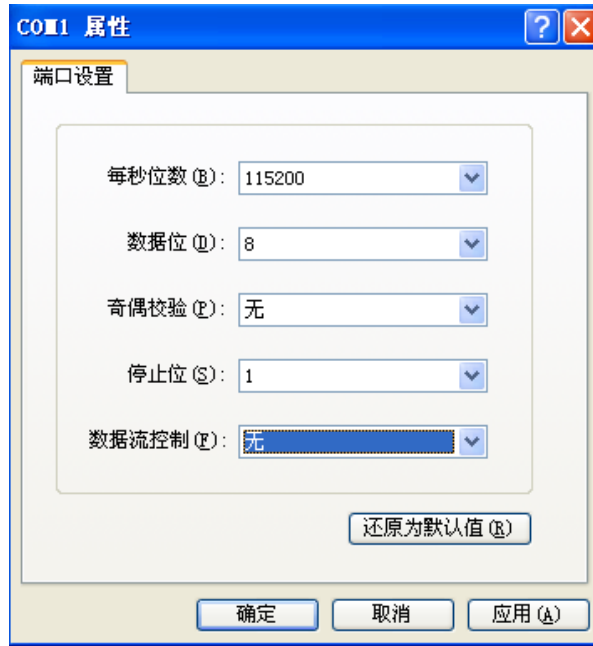 COM1 属性
端口设置
每秒位数(B): 115200
数据位(D): 8
奇偶校验(P): 无
停止位(S): 1
数据流控制(F): 无
还原为默认值(R)
确定 取消 应用(A)